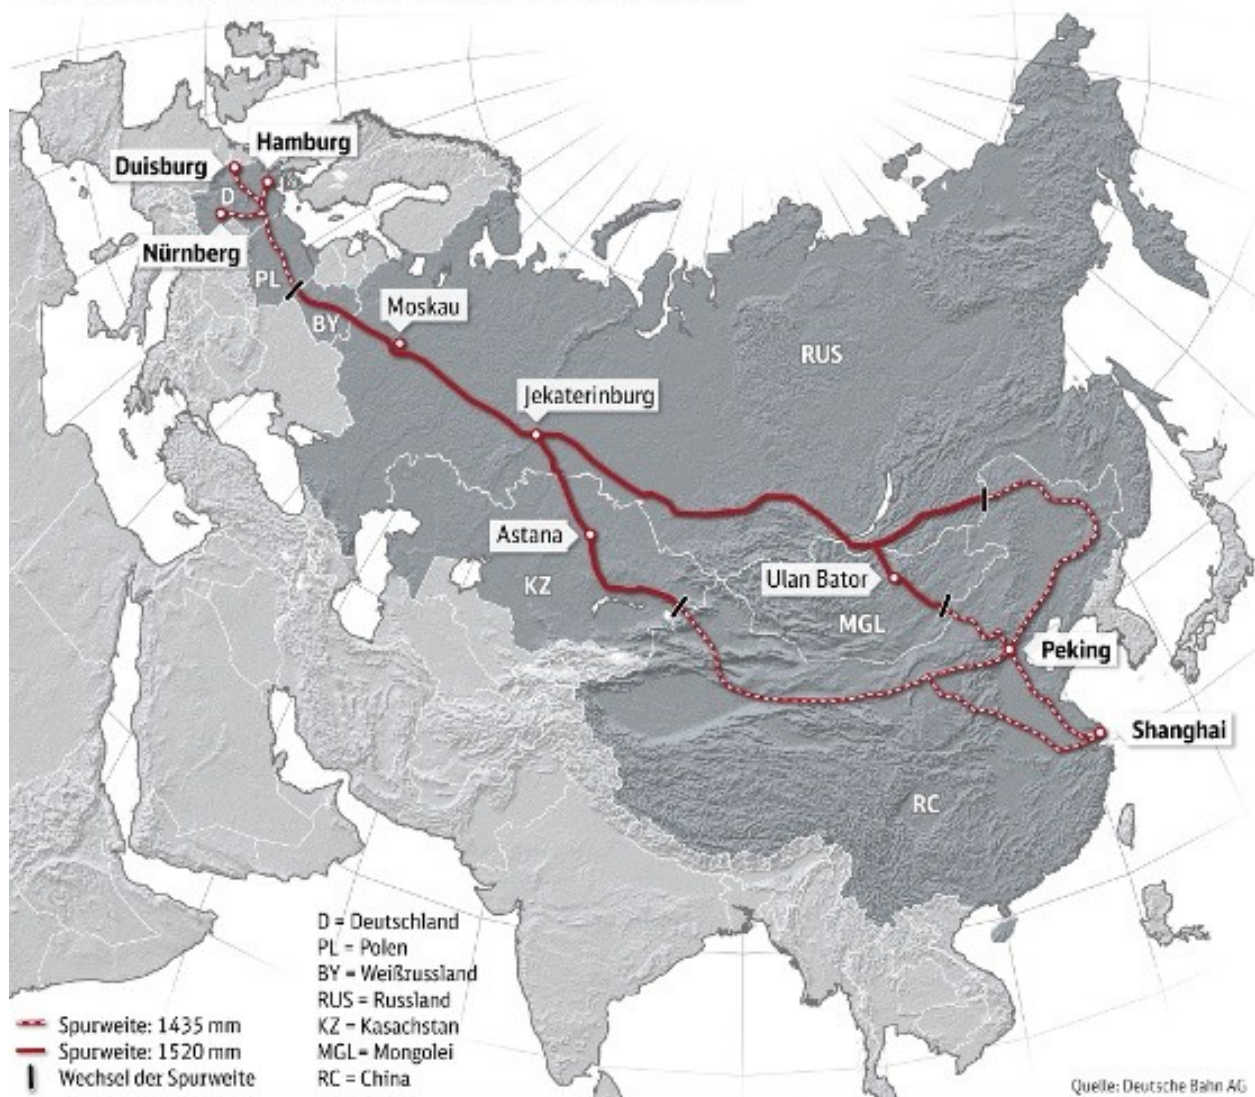 Hamburg
Duisburg
D
Nürnberg
PL
Moskau
BY
RUS
Jekaterinburg
Astana
KZ
Ulan Bator
MGL
Peking
Shanghai
RC
D = Deutschland
PL = Polen
BY = Weißrussland
RUS = Russland
KZ = Kasachstan
MGL= Mongolei
RC = China
Spurweite: 1435 mm
Spurweite: 1520 mm
Wechsel der Spurweite
Quelle: Deutsche Bahn AG